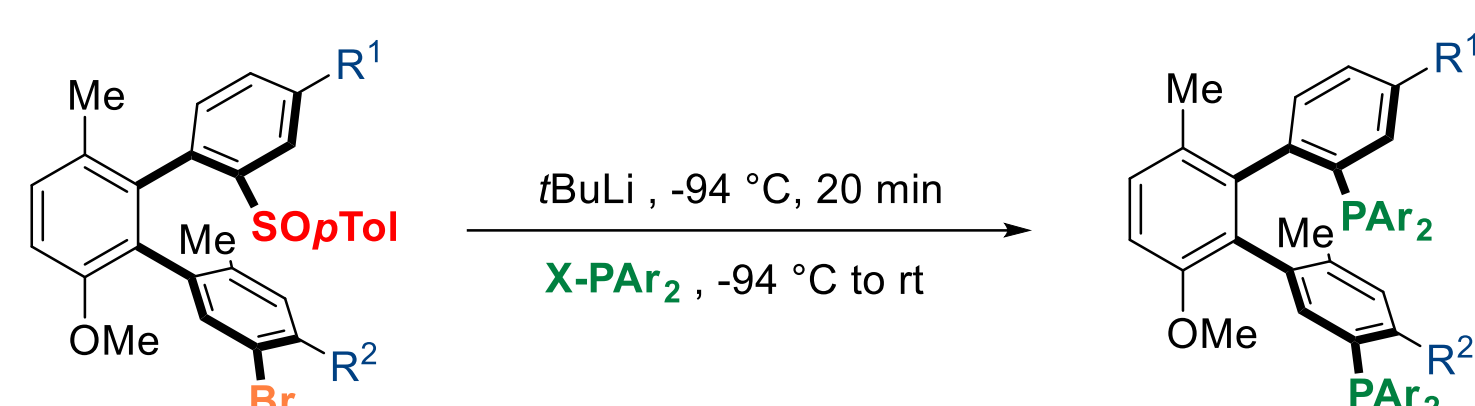 R¹
Me
SOpTol
Me
OMe
R²
Br
tBuLi , -94 °C, 20 min
X-PAr₂ , -94 °C to rt
R¹
Me
PAr₂
Me
OMe
R²
PAr₂